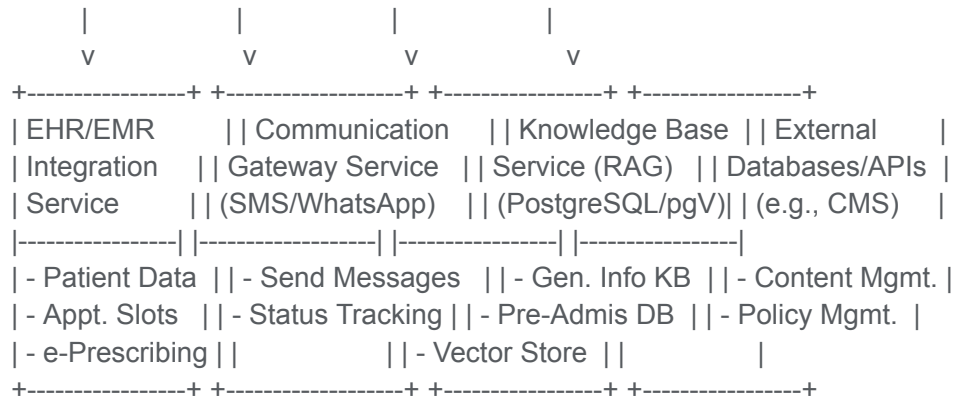 | | | |
v v v v
+-----------------+ +-------------------+ +-----------------+ +-----------------+
| EHR/EMR | | Communication | | Knowledge Base | | External |
| Integration | | Gateway Service | | Service (RAG) | | Databases/APIs |
| Service | | (SMS/WhatsApp) | | (PostgreSQL/pgV)| | (e.g., CMS) |
|-----------------| |-------------------| |-----------------| |-----------------|
| - Patient Data | | - Send Messages | | - Gen. Info KB | | - Content Mgmt. |
| - Appt. Slots | | - Status Tracking | | - Pre-Admis DB | | - Policy Mgmt. |
| - e-Prescribing | | | | - Vector Store | | |
+-----------------+ +-------------------+ +-----------------+ +-----------------+